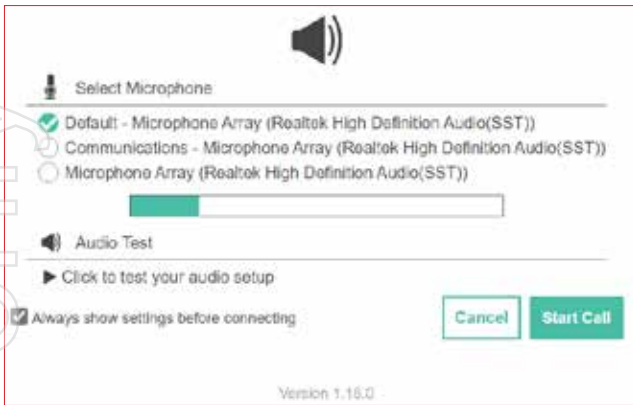 Select Microphone
Default - Microphone Array (Realtek High Definition Audio(SST))
Communications - Microphone Array (Realtek High Definition Audio(SST))
Microphone Array (Realtek High Definition Audio(SST))
Audio Test
Click to test your audio setup
Always show settings before connecting
Cancel
Start Call
Version 1.16.0